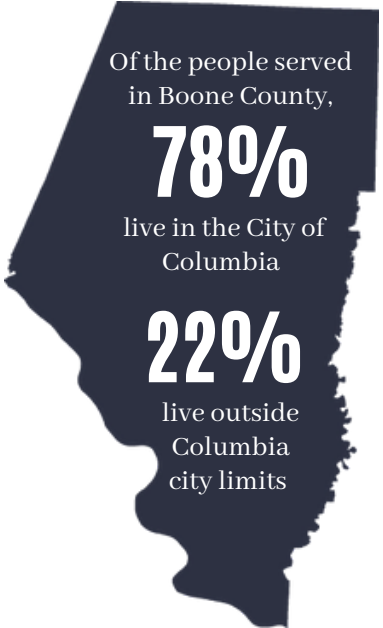 Of the people served
in Boone County,
78%
live in the City of
Columbia
22%
live outside
Columbia
city limits